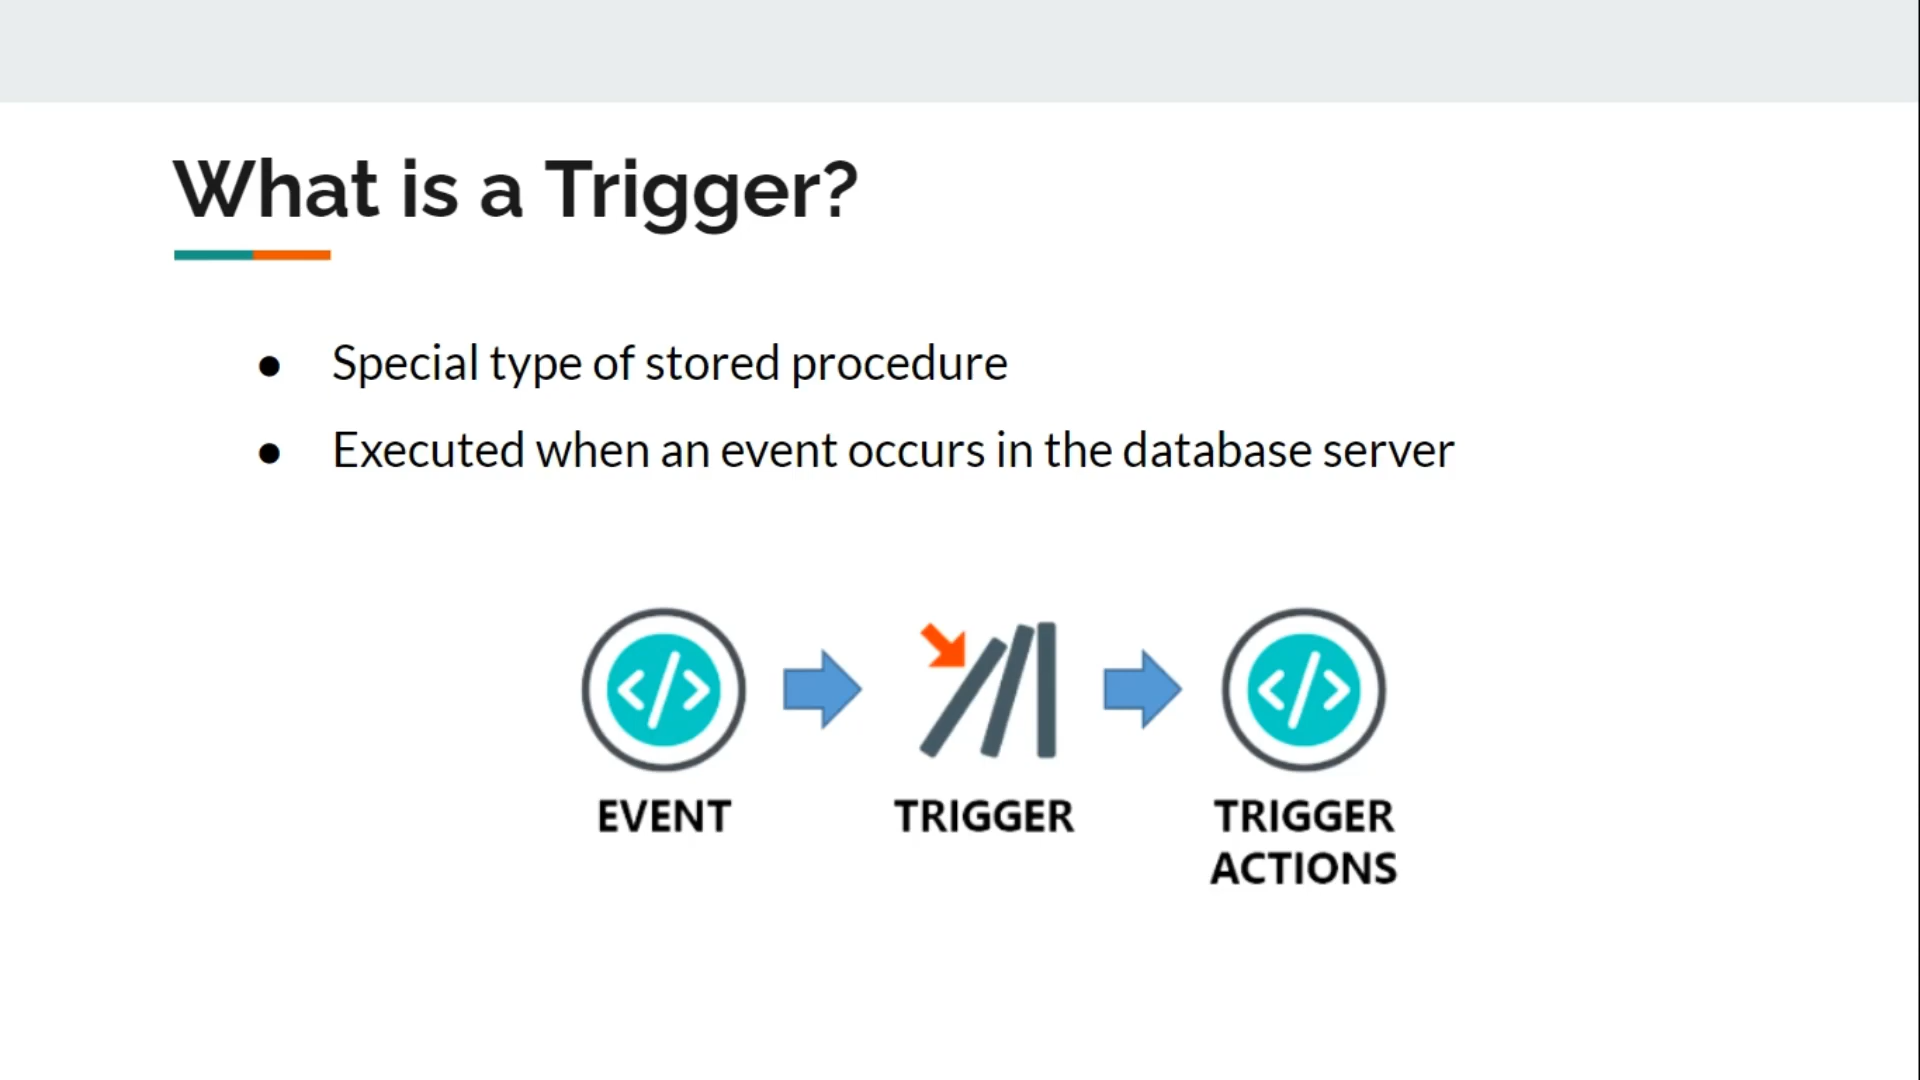 What is a Trigger?
● Special type of stored procedure
● Executed when an event occurs in the database server
EVENT
TRIGGER
TRIGGER
ACTIONS